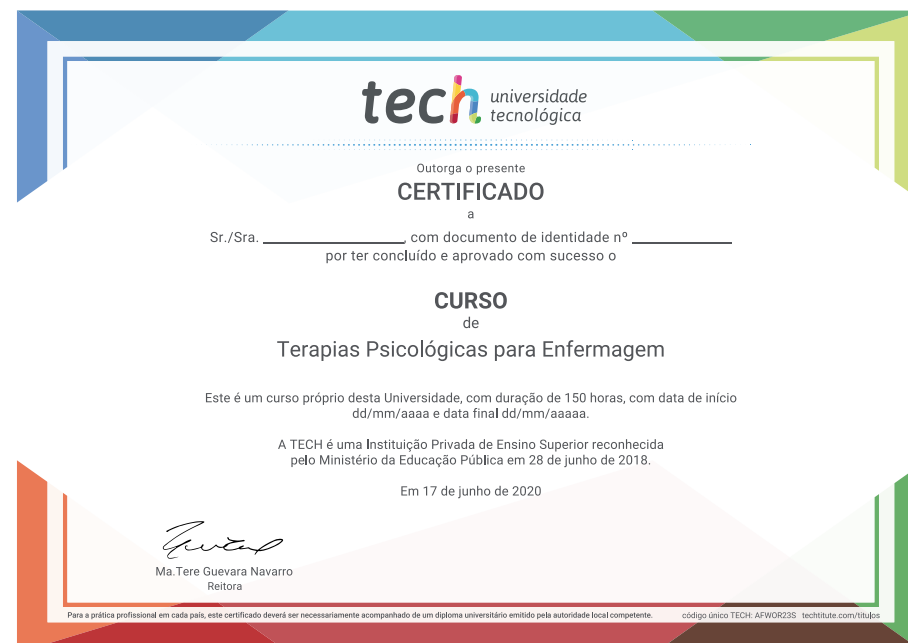 tech universidade
tecnológica
Outorga o presente
CERTIFICADO
a
Sr./Sra. ____________, com documento de identidade nº ____________
por ter concluído e aprovado com sucesso o
CURSO
de
Terapias Psicológicas para Enfermagem
Este é um curso próprio desta Universidade, com duração de 150 horas, com data de início
dd/mm/aaaa e data final dd/mm/aaaaa.
A TECH é uma Instituição Privada de Ensino Superior reconhecida
pelo Ministério da Educação Pública em 28 de junho de 2018.
Em 17 de junho de 2020
Ma.Tere Guevara Navarro
Reitora
Para a prática profissional em cada país, este certificado deverá ser necessariamente acompanhado de um diploma universitário emitido pela autoridade local competente. código único TECH: AFWOR23S techtitute.com/titulos